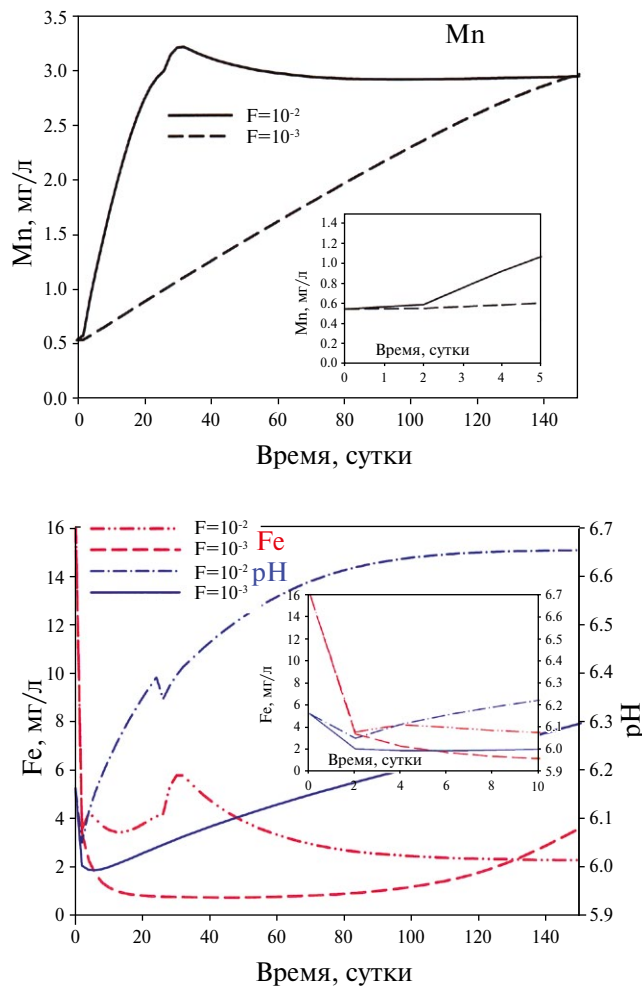 Mn
Mn, мг/л
3.5
3.0
2.5
2.0
1.5
1.0
0.5
0.0
F=10⁻²
F=10⁻³
Mn, мг/л
1.4
1.2
1.0
0.8
0.6
0.4
0.2
0.0
Время, сутки
0 1 2 3 4 5
0 20 40 60 80 100 120 140
Время, сутки
Fe, мг/л
16
14
12
10
8
6
4
2
0
F=10⁻²
F=10⁻³ Fe
F=10⁻² pH
F=10⁻³
Fe, мг/л
16
14
12
10
8
6
4
2
0
6.7
6.6
6.5
6.4
6.3
6.2
6.1
6.0
5.9
Время, сутки
0 2 4 6 8 10
6.7
6.6
6.5
6.4
6.3
6.2
6.1
6.0
5.9
pH
0 20 40 60 80 100 120 140
Время, сутки